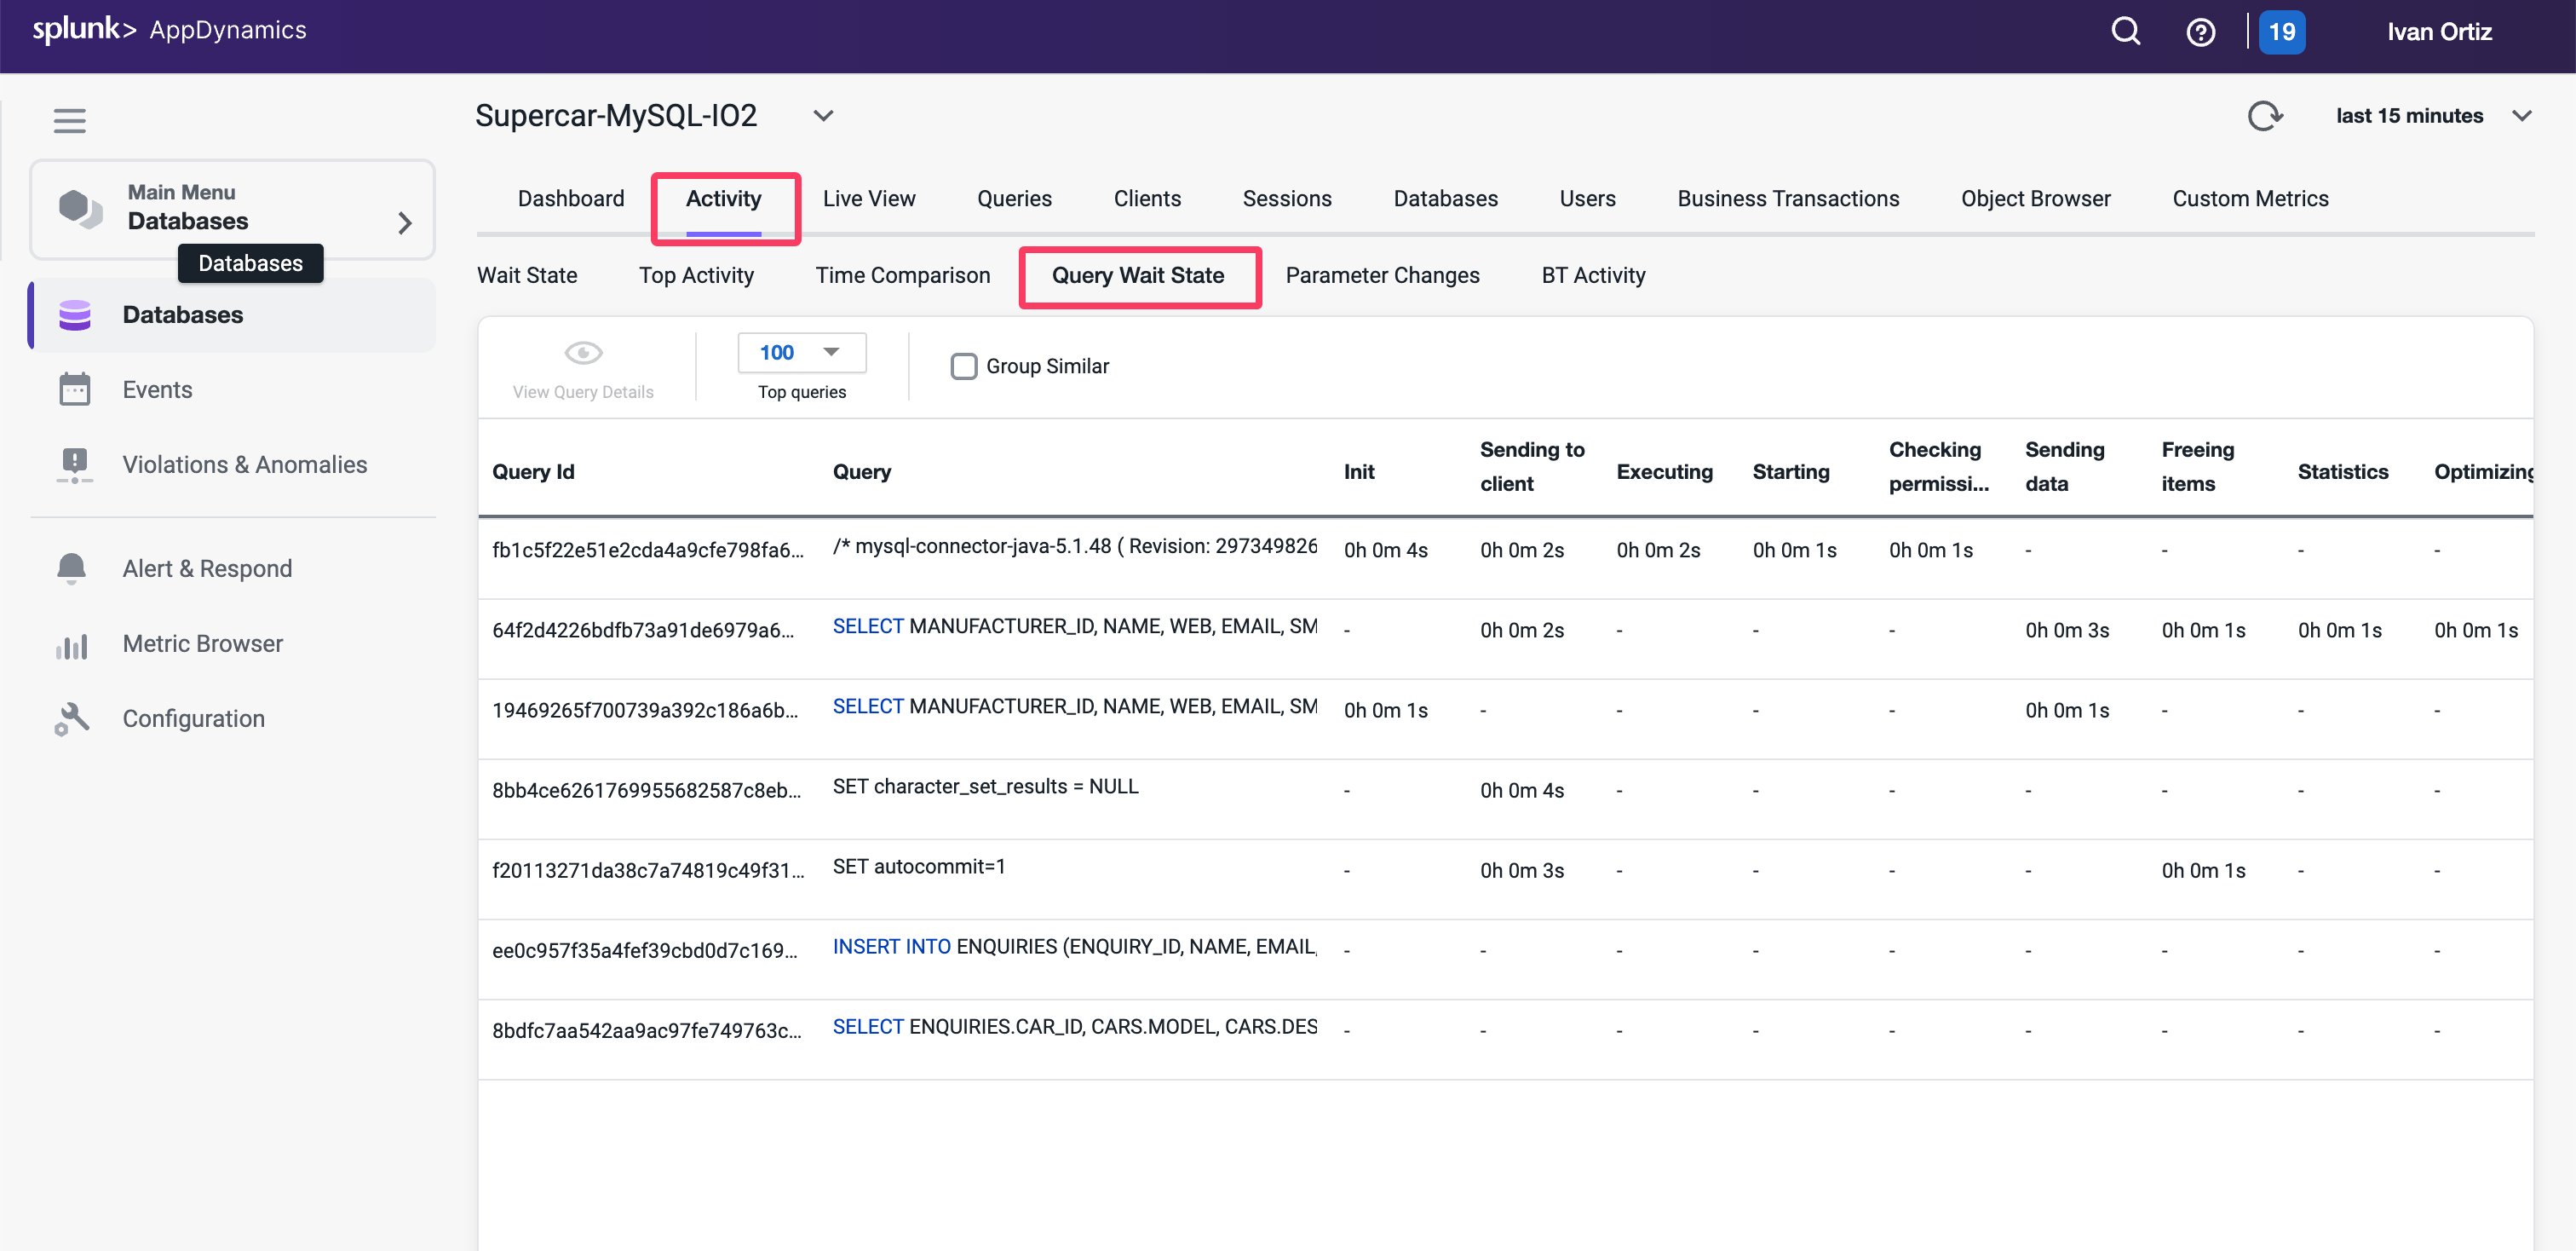 splunk> AppDynamics
19
Ivan Ortiz
Supercar-MySQL-IO2
last 15 minutes
Main Menu
Databases
Databases
Databases
Events
Violations & Anomalies
Alert & Respond
Metric Browser
Configuration
Dashboard Activity Live View Queries Clients Sessions Databases Users Business Transactions Object Browser Custom Metrics
Wait State Top Activity Time Comparison Query Wait State Parameter Changes BT Activity
View Query Details
100
Top queries
Group Similar
Query Id Query Init Sending to client Executing Starting Checking permissi... Sending data Freeing items Statistics Optimizing
fb1c5f22e51e2cda4a9cfe798fa6... /* mysql-connector-java-5.1.48 ( Revision: 297349826 0h 0m 4s 0h 0m 2s 0h 0m 2s 0h 0m 1s 0h 0m 1s - - - -
64f2d4226bdfb73a91de6979a6... SELECT MANUFACTURER_ID, NAME, WEB, EMAIL, SM - 0h 0m 2s - - - 0h 0m 3s 0h 0m 1s 0h 0m 1s 0h 0m 1s
19469265f700739a392c186a6b... SELECT MANUFACTURER_ID, NAME, WEB, EMAIL, SM 0h 0m 1s - - - - 0h 0m 1s - - -
8bb4ce6261769955682587c8eb... SET character_set_results = NULL - 0h 0m 4s - - - - - - -
f20113271da38c7a74819c49f31... SET autocommit=1 - 0h 0m 3s - - - - 0h 0m 1s - -
ee0c957f35a4fef39cbd0d7c169... INSERT INTO ENQUIRIES (ENQUIRY_ID, NAME, EMAIL, - - - - - - - - -
8bdfc7aa542aa9ac97fe749763c... SELECT ENQUIRIES.CAR_ID, CARS.MODEL, CARS.DES - - - - - - - - -